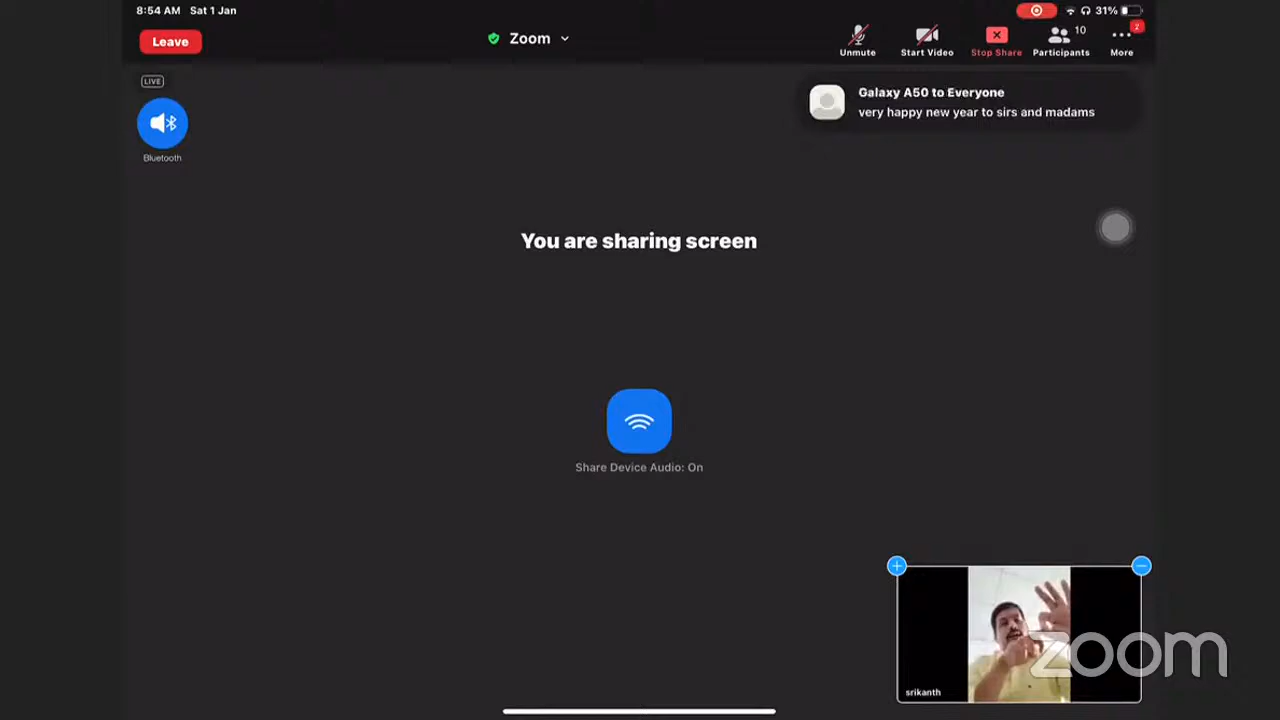 8:54 AM Sat 1 Jan
31%
Leave
Zoom
Unmute
Start Video
Stop Share
10
Participants
2
More
LIVE
Bluetooth
Galaxy A50 to Everyone
very happy new year to sirs and madams
You are sharing screen
Share Device Audio: On
srikanth
zoom